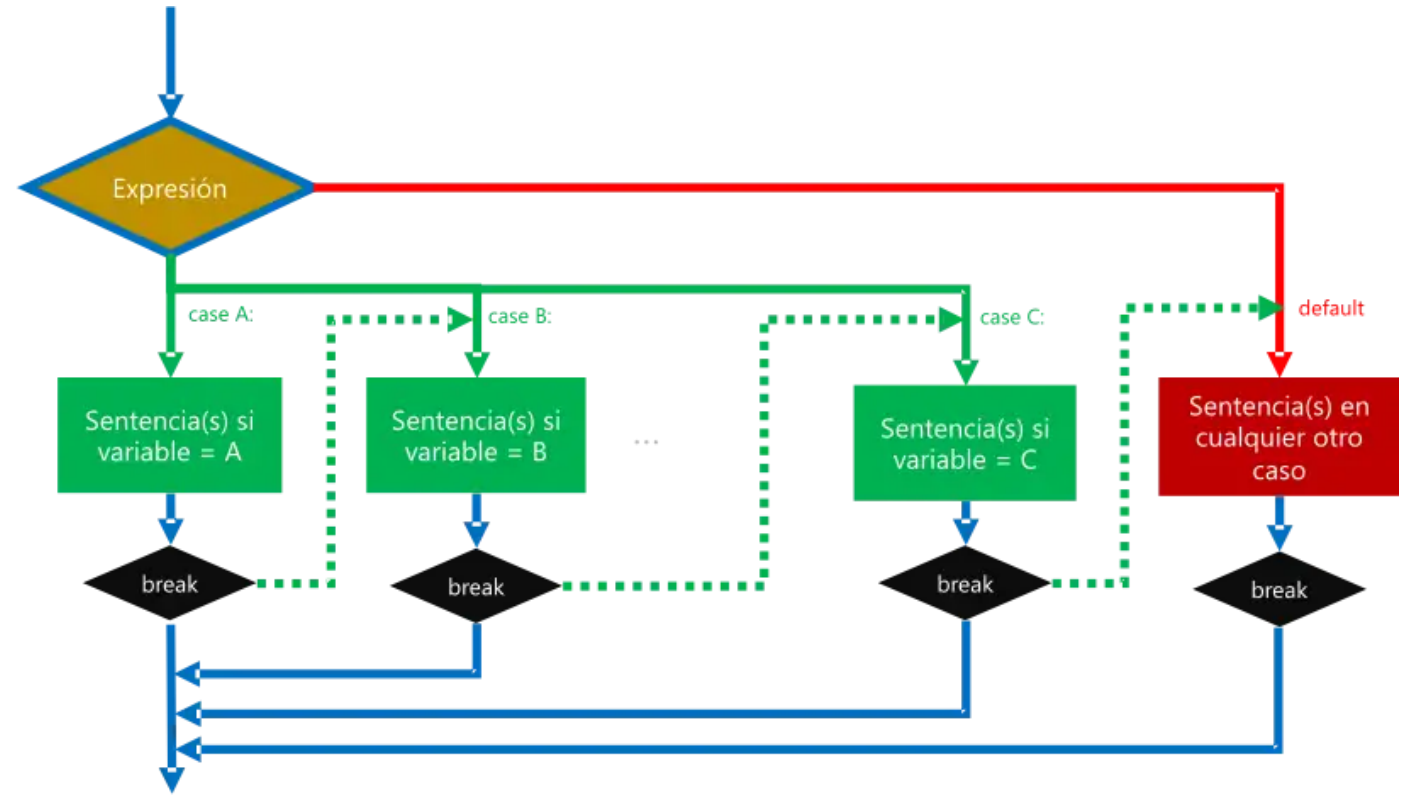 Expresión
case A:
case B:
case C:
default
Sentencia(s) si
variable = A
Sentencia(s) si
variable = B
...
Sentencia(s) si
variable = C
Sentencia(s) en
cualquier otro
caso
break
break
break
break